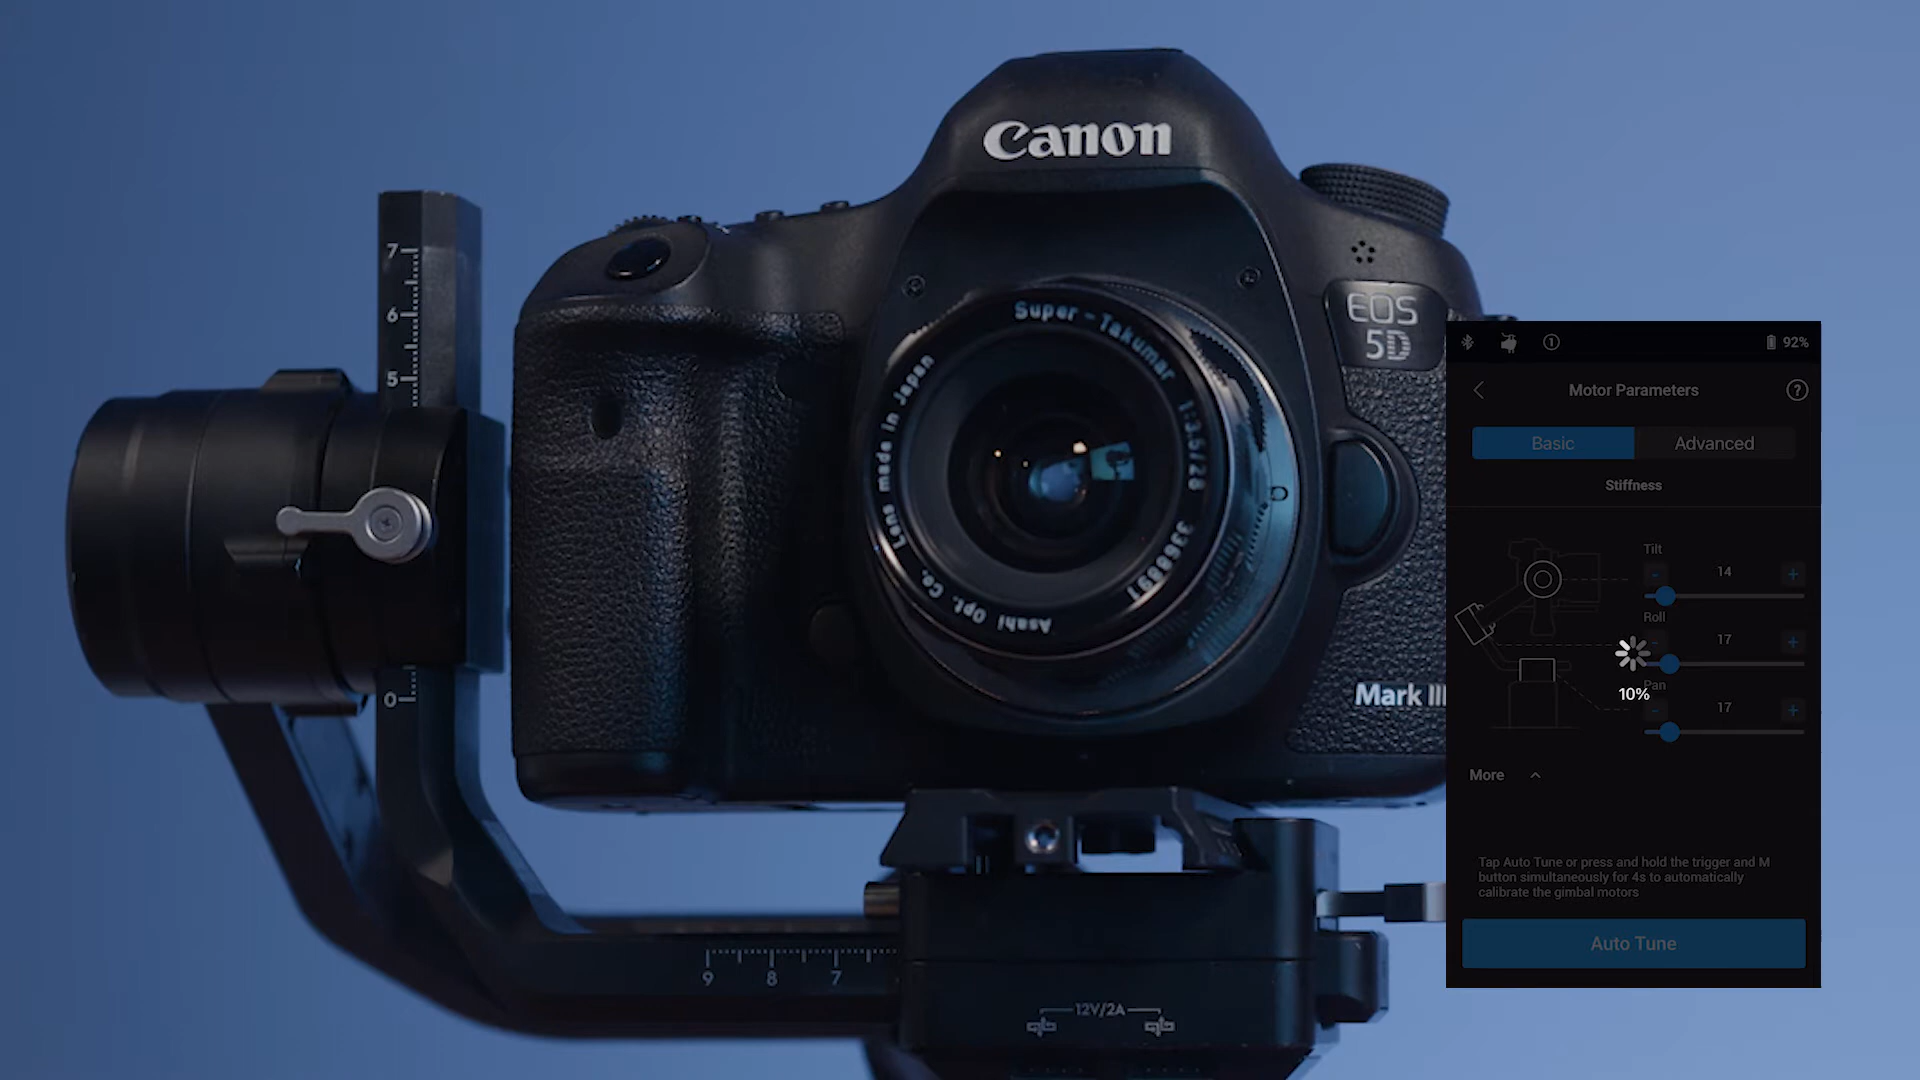 Canon
EOS
5D
Mark III
Super-Takumar 1:3.5/28 3368897
Asahi Opt. Co. Lens made in Japan
7
6
5
0
9 8 7
12V/2A
92%
Motor Parameters
Basic Advanced
Stiffness
Tilt
- 14 +
Roll
- 17 +
10%
Pan
- 17 +
More
Tap Auto Tune or press and hold the trigger and M
button simultaneously for 4s to automatically
calibrate the gimbal motors
Auto Tune